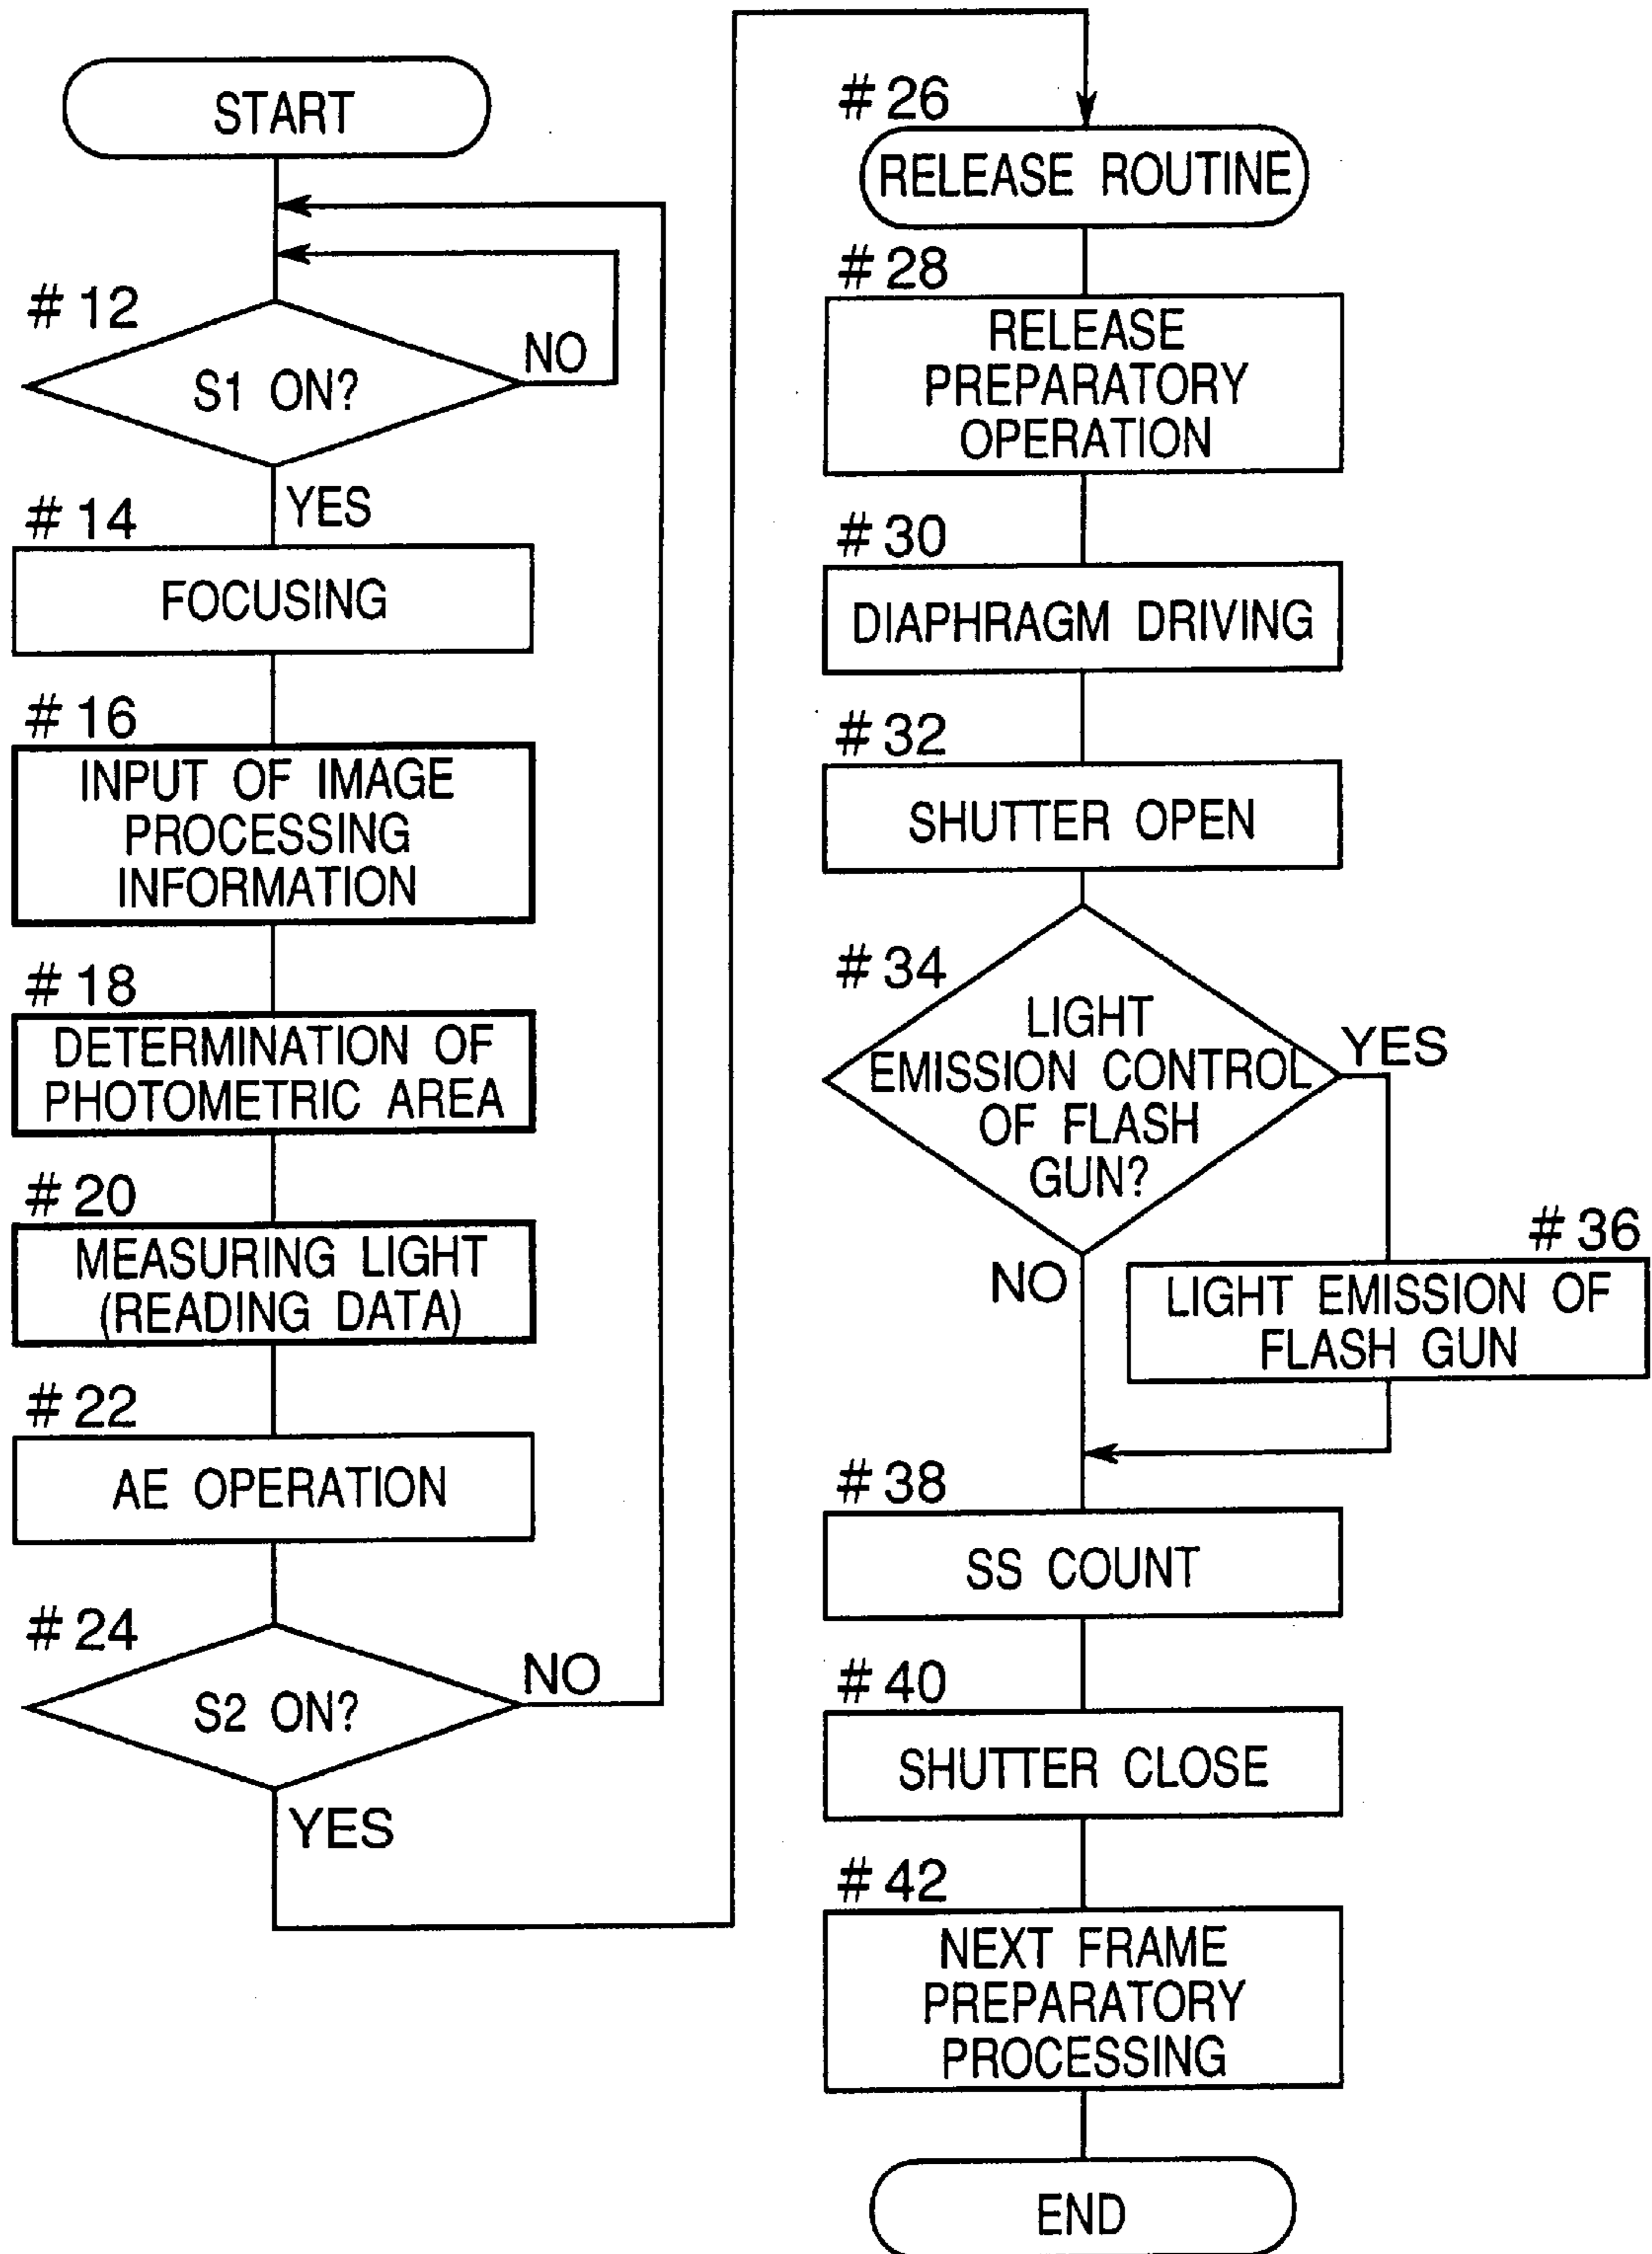 START
# 12
S1 ON?
NO
YES
# 14
FOCUSING
# 16
INPUT OF IMAGE
PROCESSING
INFORMATION
# 18
DETERMINATION OF
PHOTOMETRIC AREA
# 20
MEASURING LIGHT
(READING DATA)
# 22
AE OPERATION
# 24
S2 ON?
NO
YES
# 26
RELEASE ROUTINE
# 28
RELEASE
PREPARATORY
OPERATION
# 30
DIAPHRAGM DRIVING
# 32
SHUTTER OPEN
# 34
LIGHT
EMISSION CONTROL
OF FLASH
GUN?
YES
NO
# 36
LIGHT EMISSION OF
FLASH GUN
# 38
SS COUNT
# 40
SHUTTER CLOSE
# 42
NEXT FRAME
PREPARATORY
PROCESSING
END